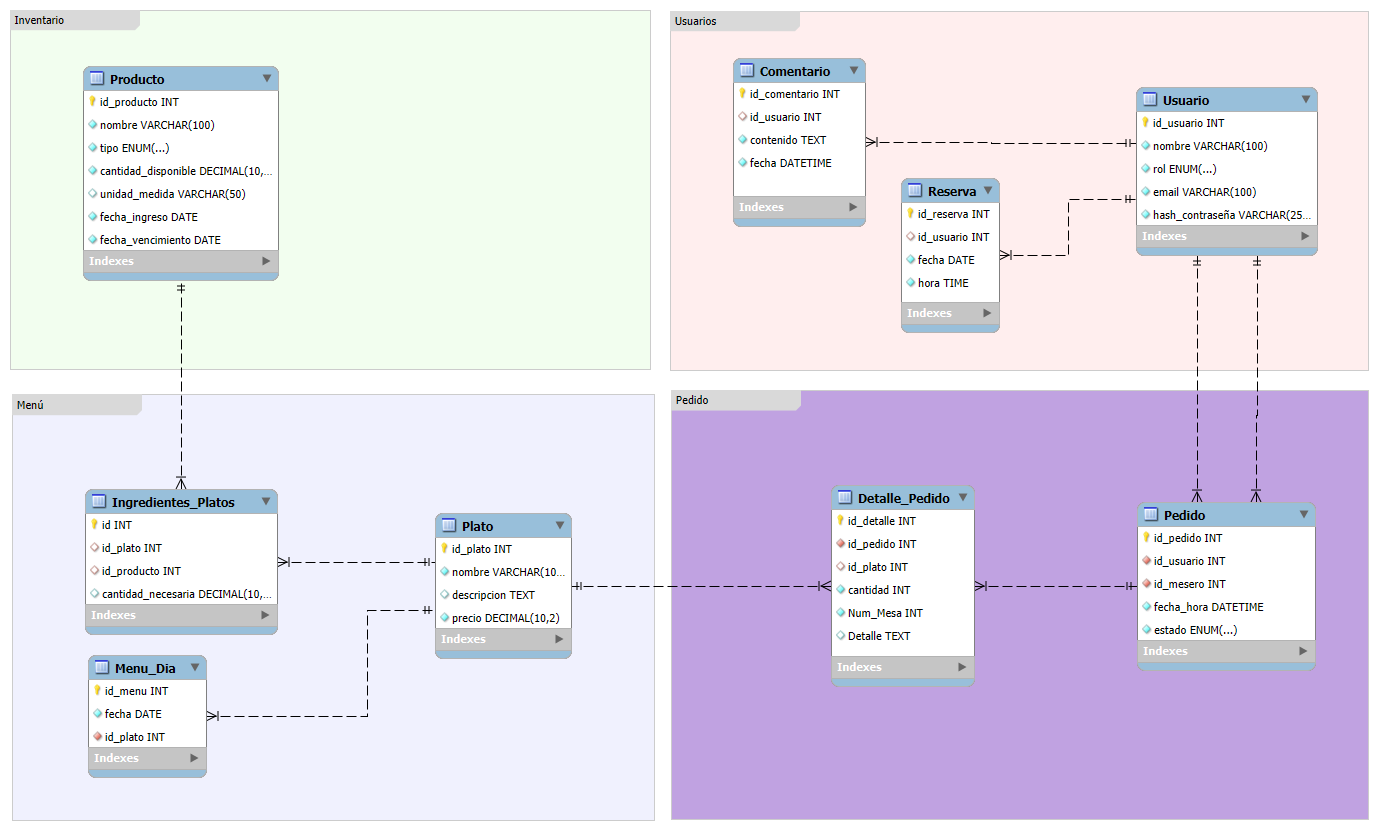 Inventario
Producto
id_producto INT
nombre VARCHAR(100)
tipo ENUM(...)
cantidad_disponible DECIMAL(10,...
unidad_medida VARCHAR(50)
fecha_ingreso DATE
fecha_vencimiento DATE
Indexes
Usuarios
Comentario
id_comentario INT
id_usuario INT
contenido TEXT
fecha DATETIME
Indexes
Reserva
id_reserva INT
id_usuario INT
fecha DATE
hora TIME
Indexes
Usuario
id_usuario INT
nombre VARCHAR(100)
rol ENUM(...)
email VARCHAR(100)
hash_contraseña VARCHAR(25...
Indexes
Menú
Ingredientes_Platos
id INT
id_plato INT
id_producto INT
cantidad_necesaria DECIMAL(10,...
Indexes
Plato
id_plato INT
nombre VARCHAR(10...
descripcion TEXT
precio DECIMAL(10,2)
Indexes
Menu_Dia
id_menu INT
fecha DATE
id_plato INT
Indexes
Pedido
Detalle_Pedido
id_detalle INT
id_pedido INT
id_plato INT
cantidad INT
Num_Mesa INT
Detalle TEXT
Indexes
Pedido
id_pedido INT
id_usuario INT
id_mesero INT
fecha_hora DATETIME
estado ENUM(...)
Indexes